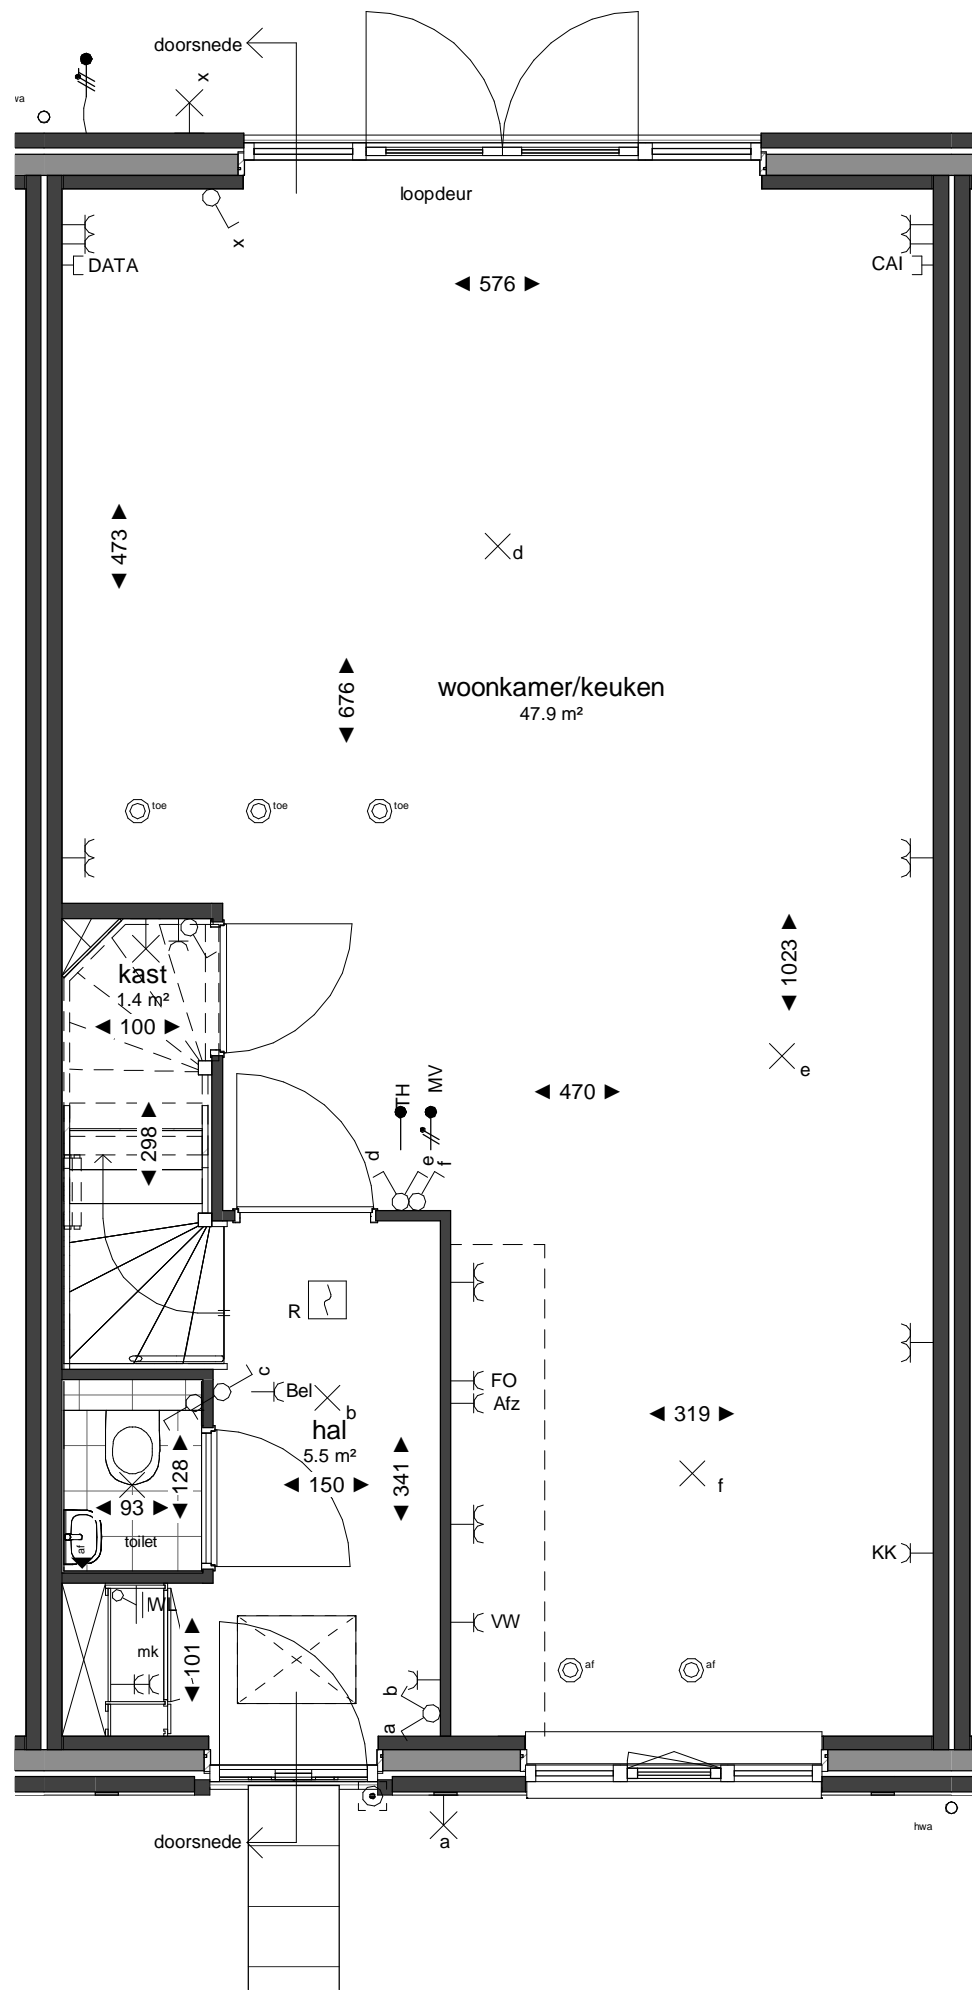 doorsnede
x
loopdeur
x
DATA
CAI
576
473
d
676
woonkamer/keuken
47.9 m²
toe
toe
toe
1023
kast
1.4 m²
100
e
TH
MV
470
298
d
e
f
R
c
Bel
b
hal
5.5 m²
150
341
FO
Afz
319
f
128
93
toilet
af
KK
WL
VW
mk
101
b
a
af
af
doorsnede
a
hwa